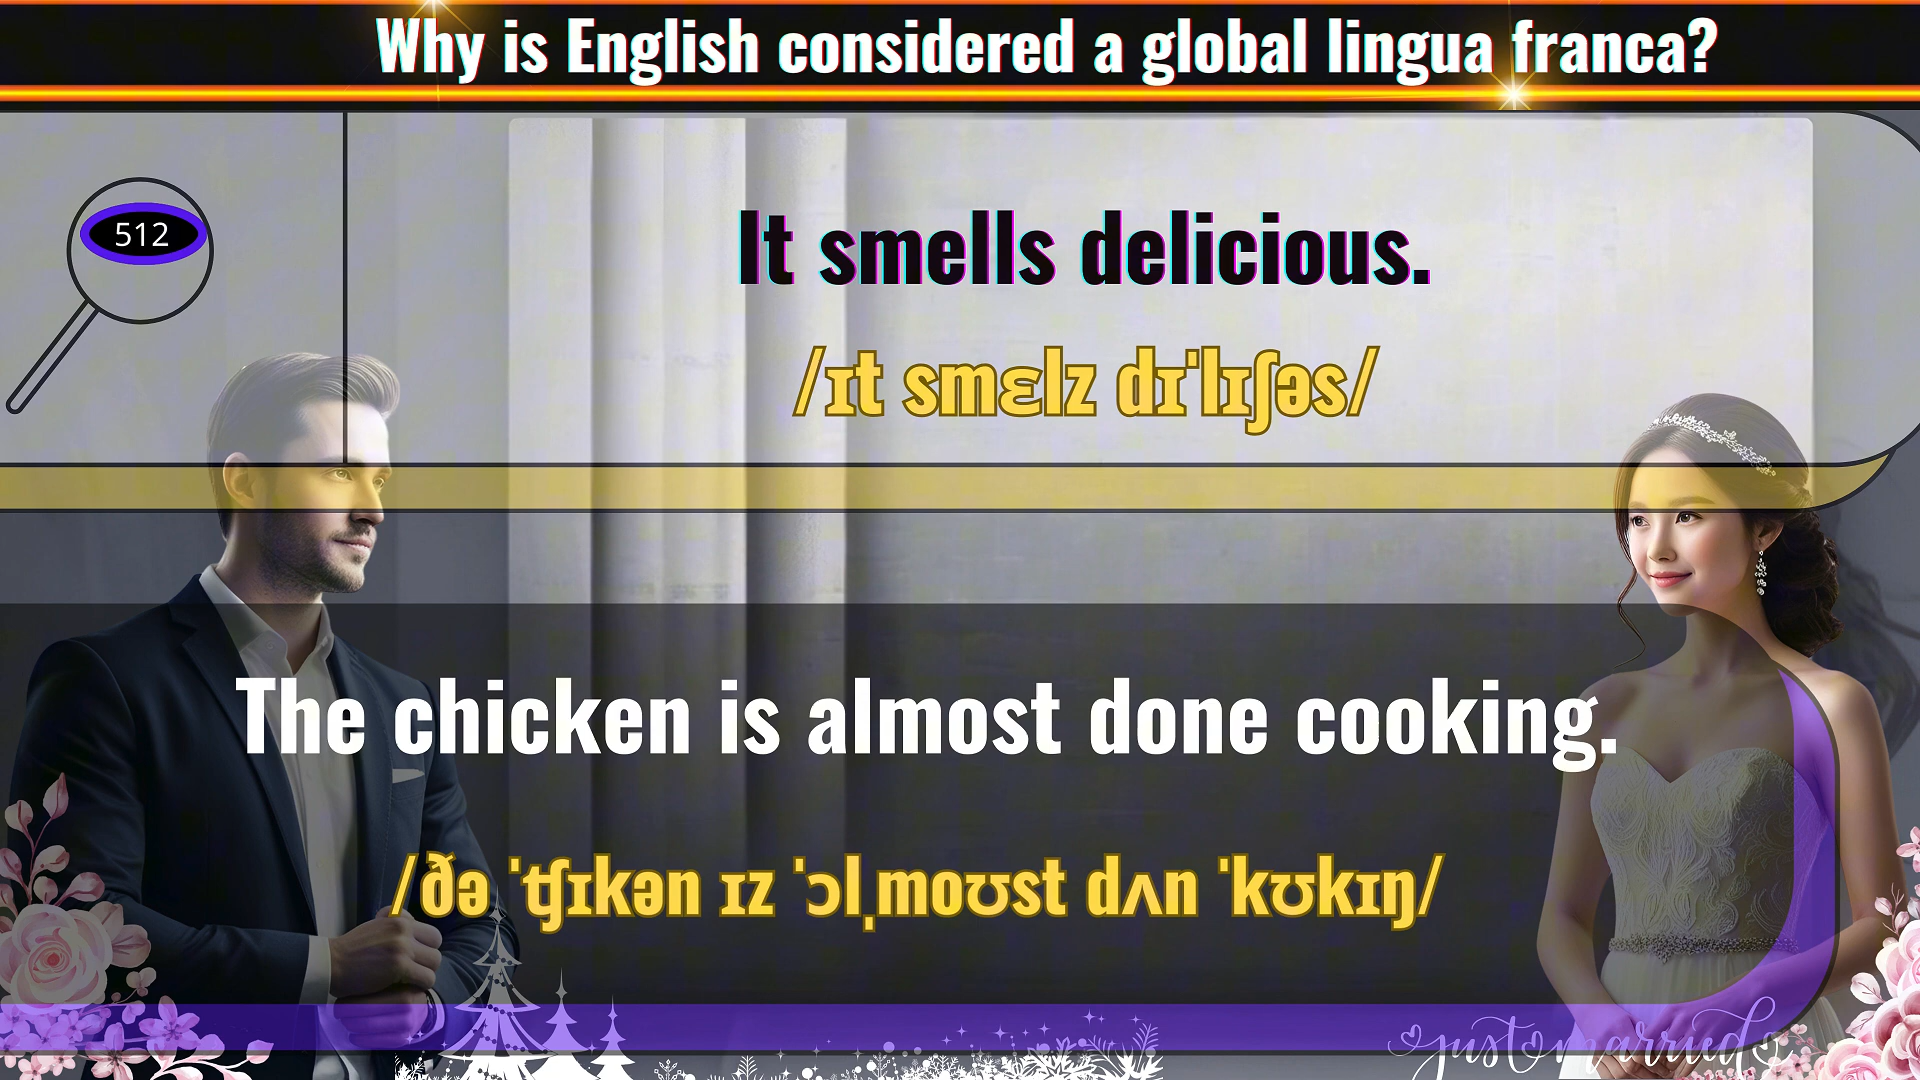 Why is English considered a global lingua franca?
512
It smells delicious.
/ɪt smɛlz dɪˈlɪʃəs/
The chicken is almost done cooking.
/ðə ˈʧɪkən ɪz ˈɔlˌmoʊst dʌn ˈkʊkɪŋ/
just married